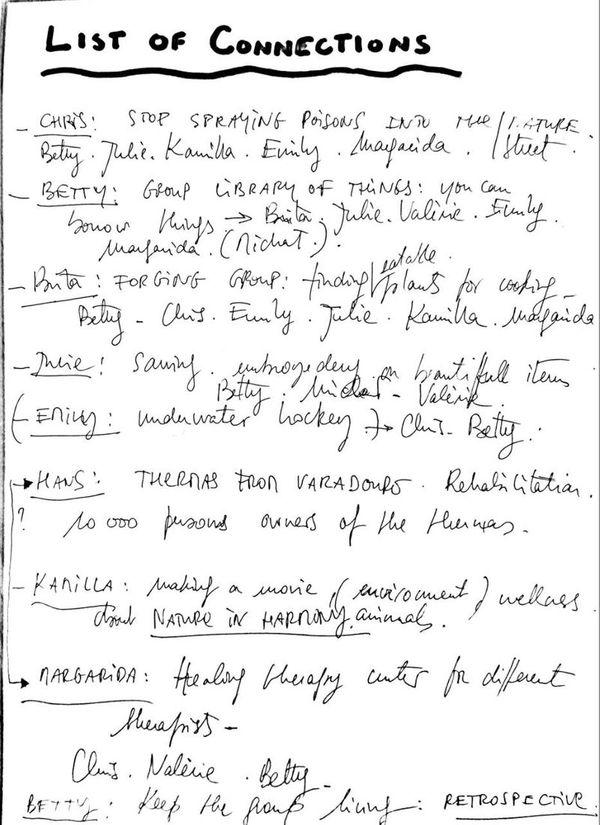 LIST OF CONNECTIONS
- CHRIS: STOP SPRAYING POISONS INTO THE / NATURE
Betty. Julie. Kamilla. Emily. Margarida. / Street.
- BETTY: GROUP LIBRARY OF THINGS: you can
borrow things → Brita. Julie. Valérie. Emily.
Margarida. (Michal.).
eatable
- Brita: FORGING GROUP: finding / plants for cooking -
Betty - Chris. Emily. Julie. Kamilla. Margarida
- Julie: on beautifull items
Betty. - Valérie.
(- EMILY: underwater hockey) → Chris - Betty.
→ HANS: THERMAS FROM VARADOURO. Rehabilitation.
? 10 000 persons owners of the thermas -
- KAMILLA: making a movie (environment) wellness
about NATURE IN HARMONY, animals.
→ MARGARIDA: Healing therapy center for different
therapists -
Chris. Valérie. Betty -
BETTY: Keep the group living: RETROSPECTIVE